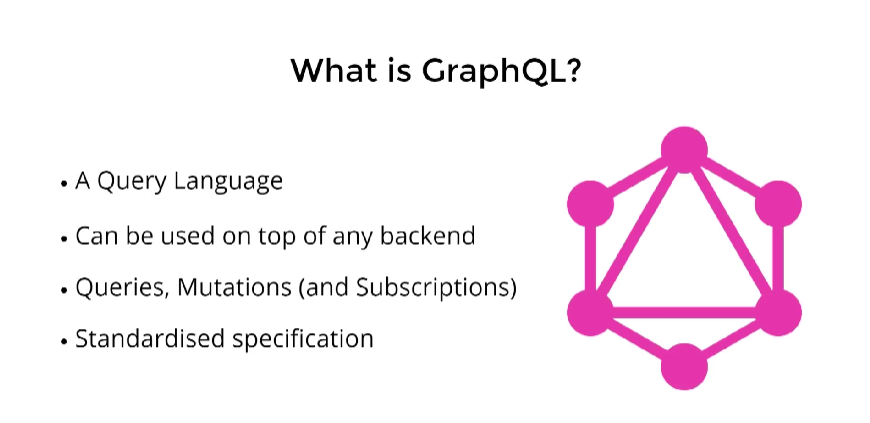 What is GraphQL?
• A Query Language
• Can be used on top of any backend
• Queries, Mutations (and Subscriptions)
• Standardised specification